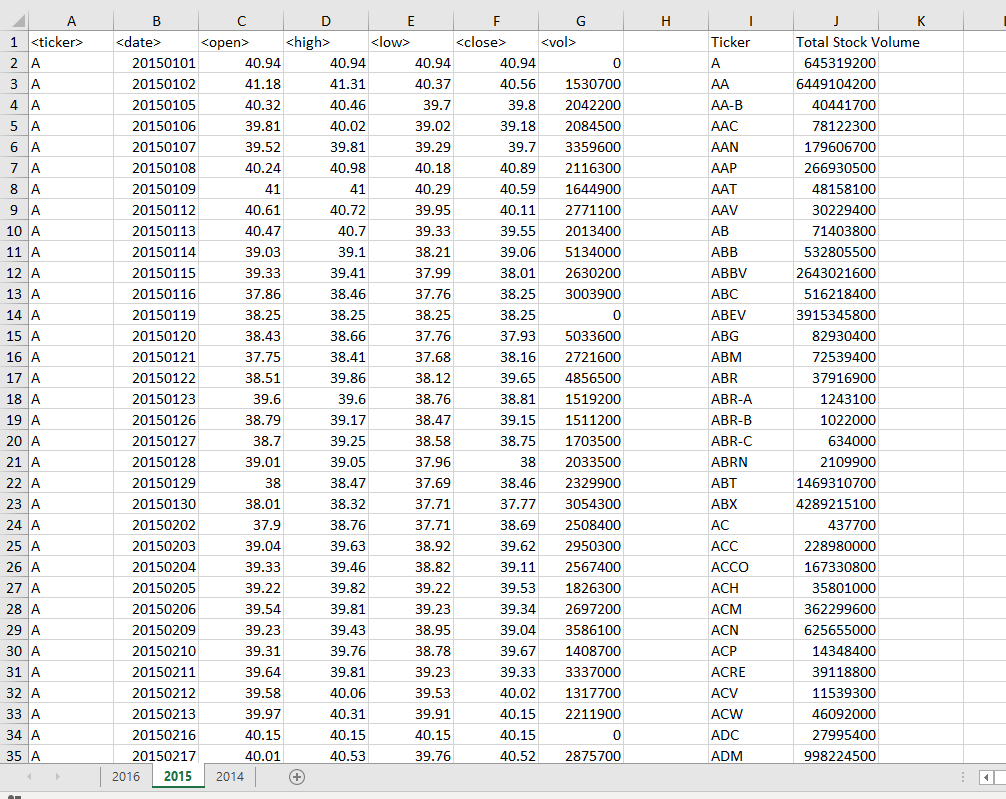 A B C D E F G H I J K
1 <ticker> <date> <open> <high> <low> <close> <vol> Ticker Total Stock Volume
2 A 20150101 40.94 40.94 40.94 40.94 0 A 645319200
3 A 20150102 41.18 41.31 40.37 40.56 1530700 AA 6449104200
4 A 20150105 40.32 40.46 39.7 39.8 2042200 AA-B 40441700
5 A 20150106 39.81 40.02 39.02 39.18 2084500 AAC 78122300
6 A 20150107 39.52 39.81 39.29 39.7 3359600 AAN 179606700
7 A 20150108 40.24 40.98 40.18 40.89 2116300 AAP 266930500
8 A 20150109 41 41 40.29 40.59 1644900 AAT 48158100
9 A 20150112 40.61 40.72 39.95 40.11 2771100 AAV 30229400
10 A 20150113 40.47 40.7 39.33 39.55 2013400 AB 71403800
11 A 20150114 39.03 39.1 38.21 39.06 5134000 ABB 532805500
12 A 20150115 39.33 39.41 37.99 38.01 2630200 ABBV 2643021600
13 A 20150116 37.86 38.46 37.76 38.25 3003900 ABC 516218400
14 A 20150119 38.25 38.25 38.25 38.25 0 ABEV 3915345800
15 A 20150120 38.43 38.66 37.76 37.93 5033600 ABG 82930400
16 A 20150121 37.75 38.41 37.68 38.16 2721600 ABM 72539400
17 A 20150122 38.51 39.86 38.12 39.65 4856500 ABR 37916900
18 A 20150123 39.6 39.6 38.76 38.81 1519200 ABR-A 1243100
19 A 20150126 38.79 39.17 38.47 39.15 1511200 ABR-B 1022000
20 A 20150127 38.7 39.25 38.58 38.75 1703500 ABR-C 634000
21 A 20150128 39.01 39.05 37.96 38 2033500 ABRN 2109900
22 A 20150129 38 38.47 37.69 38.46 2329900 ABT 1469310700
23 A 20150130 38.01 38.32 37.71 37.77 3054300 ABX 4289215100
24 A 20150202 37.9 38.76 37.71 38.69 2508400 AC 437700
25 A 20150203 39.04 39.63 38.92 39.62 2950300 ACC 228980000
26 A 20150204 39.33 39.46 38.82 39.11 2567400 ACCO 167330800
27 A 20150205 39.22 39.82 39.22 39.53 1826300 ACH 35801000
28 A 20150206 39.54 39.81 39.23 39.34 2697200 ACM 362299600
29 A 20150209 39.23 39.43 38.95 39.04 3586100 ACN 625655000
30 A 20150210 39.31 39.76 38.78 39.67 1408700 ACP 14348400
31 A 20150211 39.64 39.81 39.23 39.33 3337000 ACRE 39118800
32 A 20150212 39.58 40.06 39.53 40.02 1317700 ACV 11539300
33 A 20150213 39.97 40.31 39.91 40.15 2211900 ACW 46092000
34 A 20150216 40.15 40.15 40.15 40.15 0 ADC 27995400
35 A 20150217 40.01 40.53 39.76 40.52 2875700 ADM 998224500
2016 2015 2014